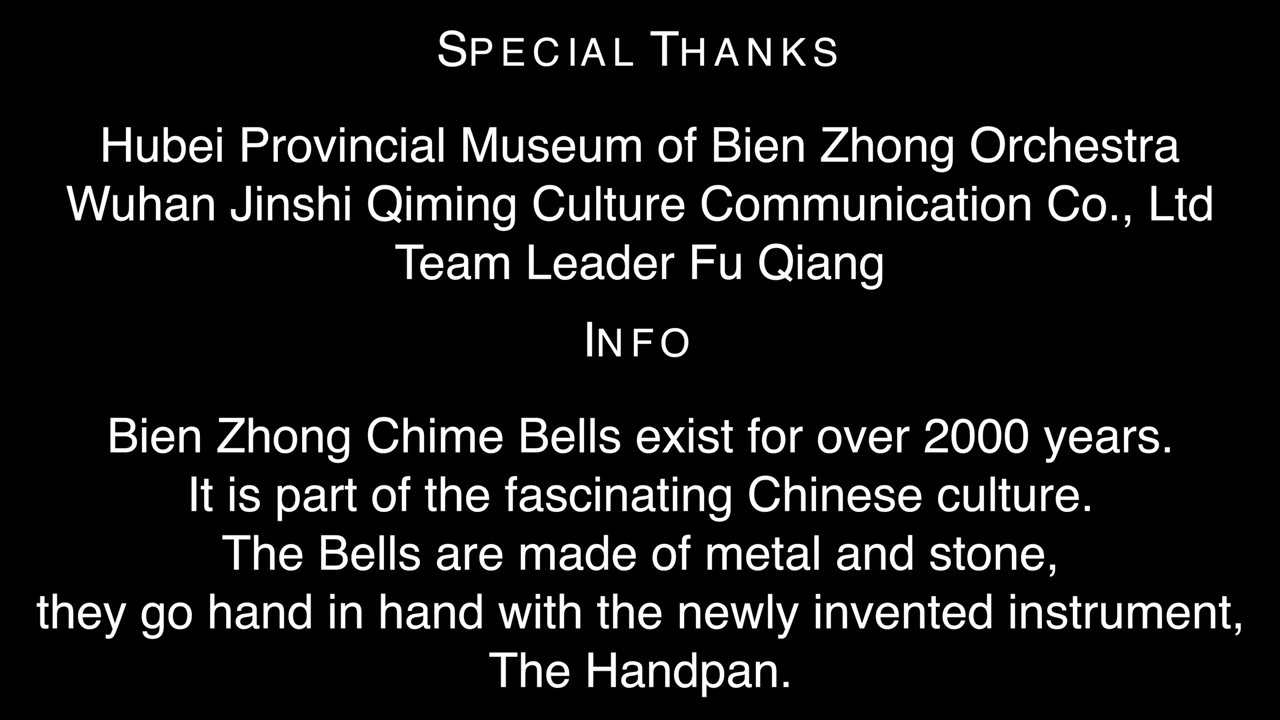 SPECIAL THANKS
Hubei Provincial Museum of Bien Zhong Orchestra
Wuhan Jinshi Qiming Culture Communication Co., Ltd
Team Leader Fu Qiang
INFO
Bien Zhong Chime Bells exist for over 2000 years.
It is part of the fascinating Chinese culture.
The Bells are made of metal and stone,
they go hand in hand with the newly invented instrument,
The Handpan.